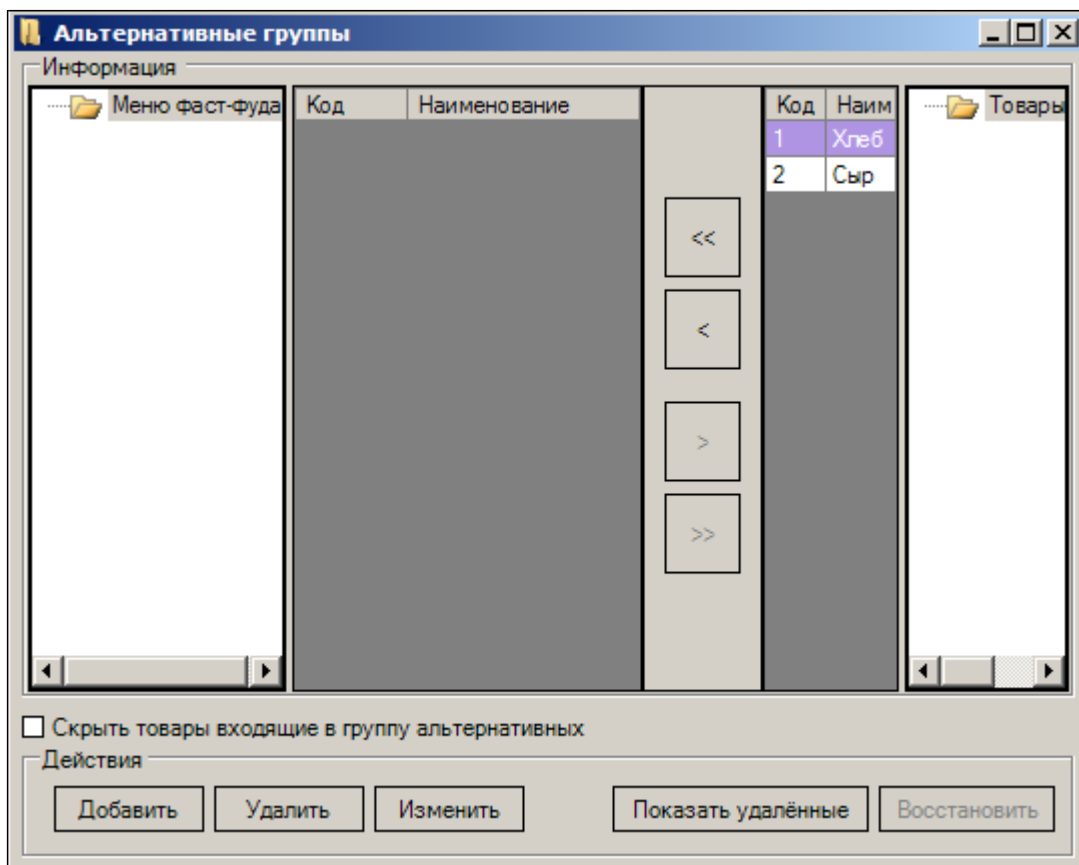 Альтернативные группы
Информация
Меню фаст-фуда
Код Наименование
Код Наим
1 Хлеб
2 Сыр
Товары
<<
<
>
>>
Скрыть товары входящие в группу альтернативных
Действия
Добавить Удалить Изменить Показать удалённые Восстановить